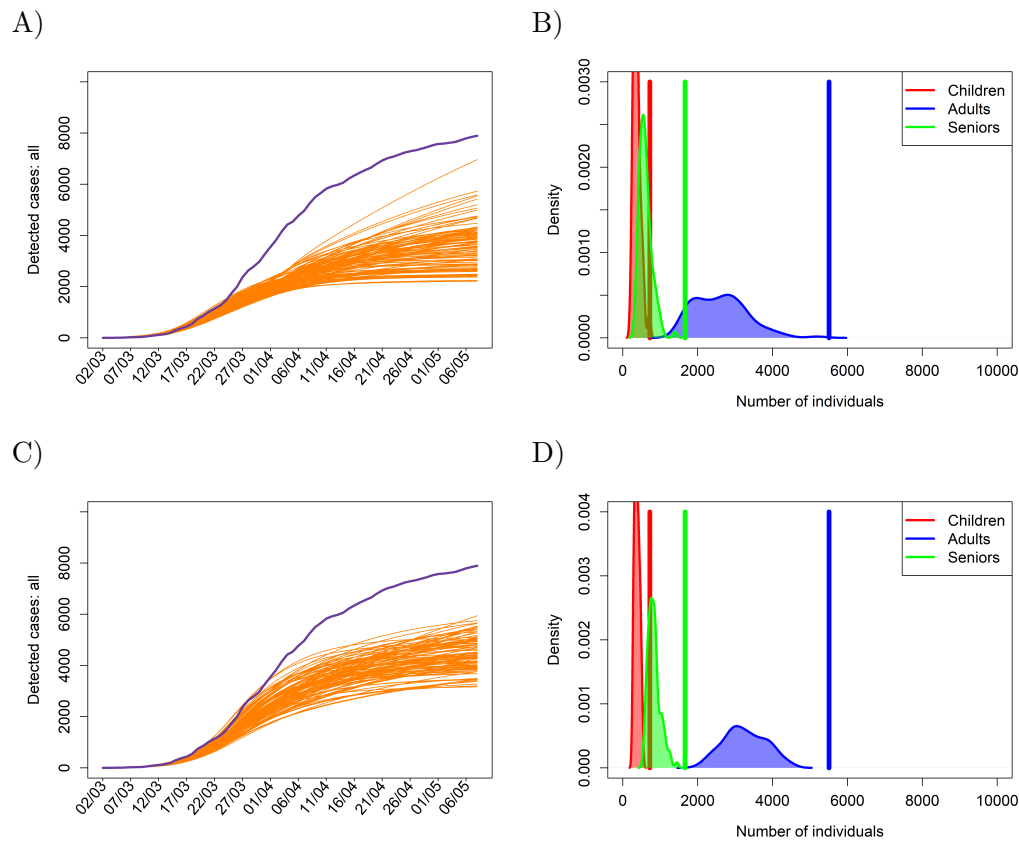 A)
Detected cases: all
8000
6000
4000
2000
0
02/03 07/03 12/03 17/03 22/03 27/03 01/04 06/04 11/04 16/04 21/04 26/04 01/05 06/05
B)
Density
0.0030
0.0020
0.0010
0.0000
Children
Adults
Seniors
0 2000 4000 6000 8000 10000
Number of individuals
C)
Detected cases: all
8000
6000
4000
2000
0
02/03 07/03 12/03 17/03 22/03 27/03 01/04 06/04 11/04 16/04 21/04 26/04 01/05 06/05
D)
Density
0.004
0.003
0.002
0.001
0.000
Children
Adults
Seniors
0 2000 4000 6000 8000 10000
Number of individuals